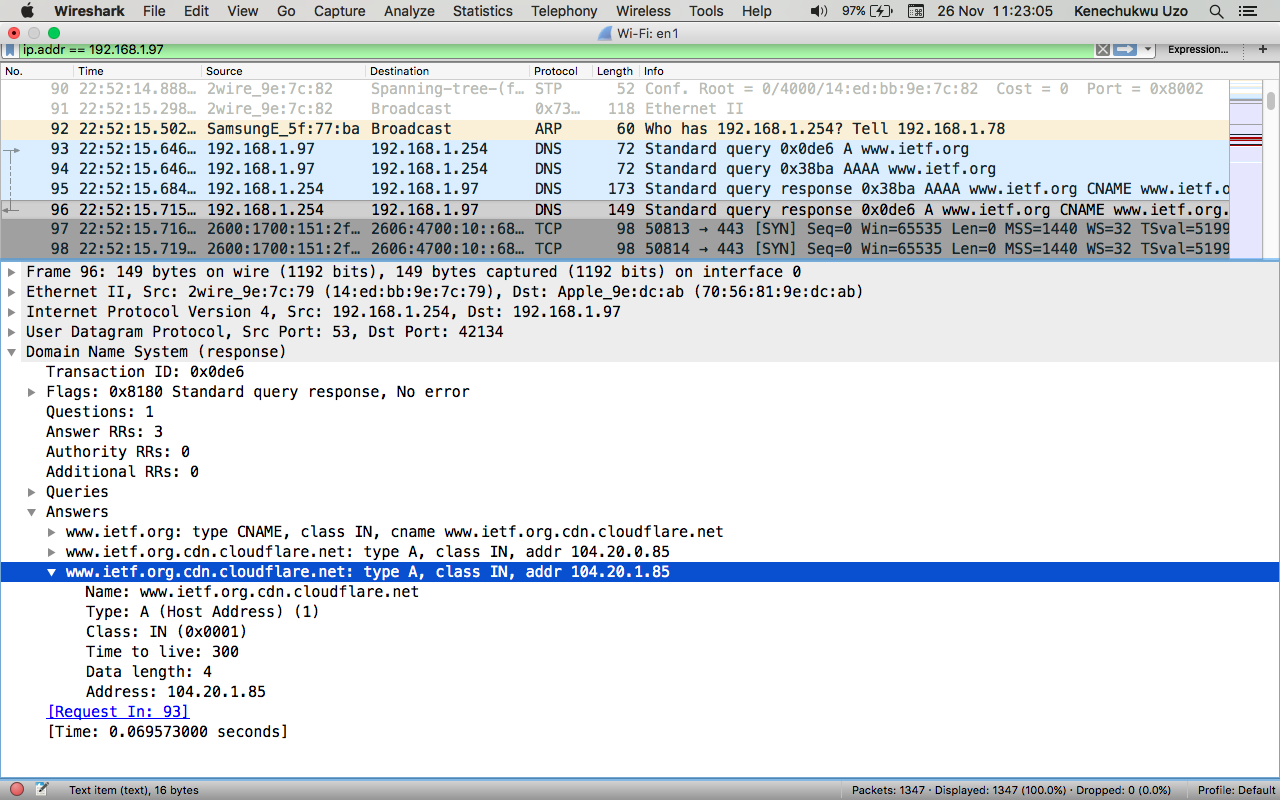 Wireshark File Edit View Go Capture Analyze Statistics Telephony Wireless Tools Help 97% 26 Nov 11:23:05 Kenechukwu Uzo
Wi-Fi: en1
ip.addr == 192.168.1.97 Expression... +
No. Time Source Destination Protocol Length Info
90 22:52:14.888... 2wire_9e:7c:82 Spanning-tree-(f... STP 52 Conf. Root = 0/4000/14:ed:bb:9e:7c:82 Cost = 0 Port = 0x8002
91 22:52:15.298... 2wire_9e:7c:82 Broadcast 0x73... 118 Ethernet II
92 22:52:15.502... SamsungE_5f:77:ba Broadcast ARP 60 Who has 192.168.1.254? Tell 192.168.1.78
93 22:52:15.646... 192.168.1.97 192.168.1.254 DNS 72 Standard query 0x0de6 A www.ietf.org
94 22:52:15.646... 192.168.1.97 192.168.1.254 DNS 72 Standard query 0x38ba AAAA www.ietf.org
95 22:52:15.684... 192.168.1.254 192.168.1.97 DNS 173 Standard query response 0x38ba AAAA www.ietf.org CNAME www.ietf.o
96 22:52:15.715... 192.168.1.254 192.168.1.97 DNS 149 Standard query response 0x0de6 A www.ietf.org CNAME www.ietf.org.
97 22:52:15.716... 2600:1700:151:2f... 2606:4700:10::68... TCP 98 50813 → 443 [SYN] Seq=0 Win=65535 Len=0 MSS=1440 WS=32 TSval=5199
98 22:52:15.719... 2600:1700:151:2f... 2606:4700:10::68... TCP 98 50814 → 443 [SYN] Seq=0 Win=65535 Len=0 MSS=1440 WS=32 TSval=5199
Frame 96: 149 bytes on wire (1192 bits), 149 bytes captured (1192 bits) on interface 0
Ethernet II, Src: 2wire_9e:7c:79 (14:ed:bb:9e:7c:79), Dst: Apple_9e:dc:ab (70:56:81:9e:dc:ab)
Internet Protocol Version 4, Src: 192.168.1.254, Dst: 192.168.1.97
User Datagram Protocol, Src Port: 53, Dst Port: 42134
Domain Name System (response)
Transaction ID: 0x0de6
Flags: 0x8180 Standard query response, No error
Questions: 1
Answer RRs: 3
Authority RRs: 0
Additional RRs: 0
Queries
Answers
www.ietf.org: type CNAME, class IN, cname www.ietf.org.cdn.cloudflare.net
www.ietf.org.cdn.cloudflare.net: type A, class IN, addr 104.20.0.85
www.ietf.org.cdn.cloudflare.net: type A, class IN, addr 104.20.1.85
Name: www.ietf.org.cdn.cloudflare.net
Type: A (Host Address) (1)
Class: IN (0x0001)
Time to live: 300
Data length: 4
Address: 104.20.1.85
[Request In: 93]
[Time: 0.069573000 seconds]
Text item (text), 16 bytes Packets: 1347 · Displayed: 1347 (100.0%) · Dropped: 0 (0.0%) Profile: Default